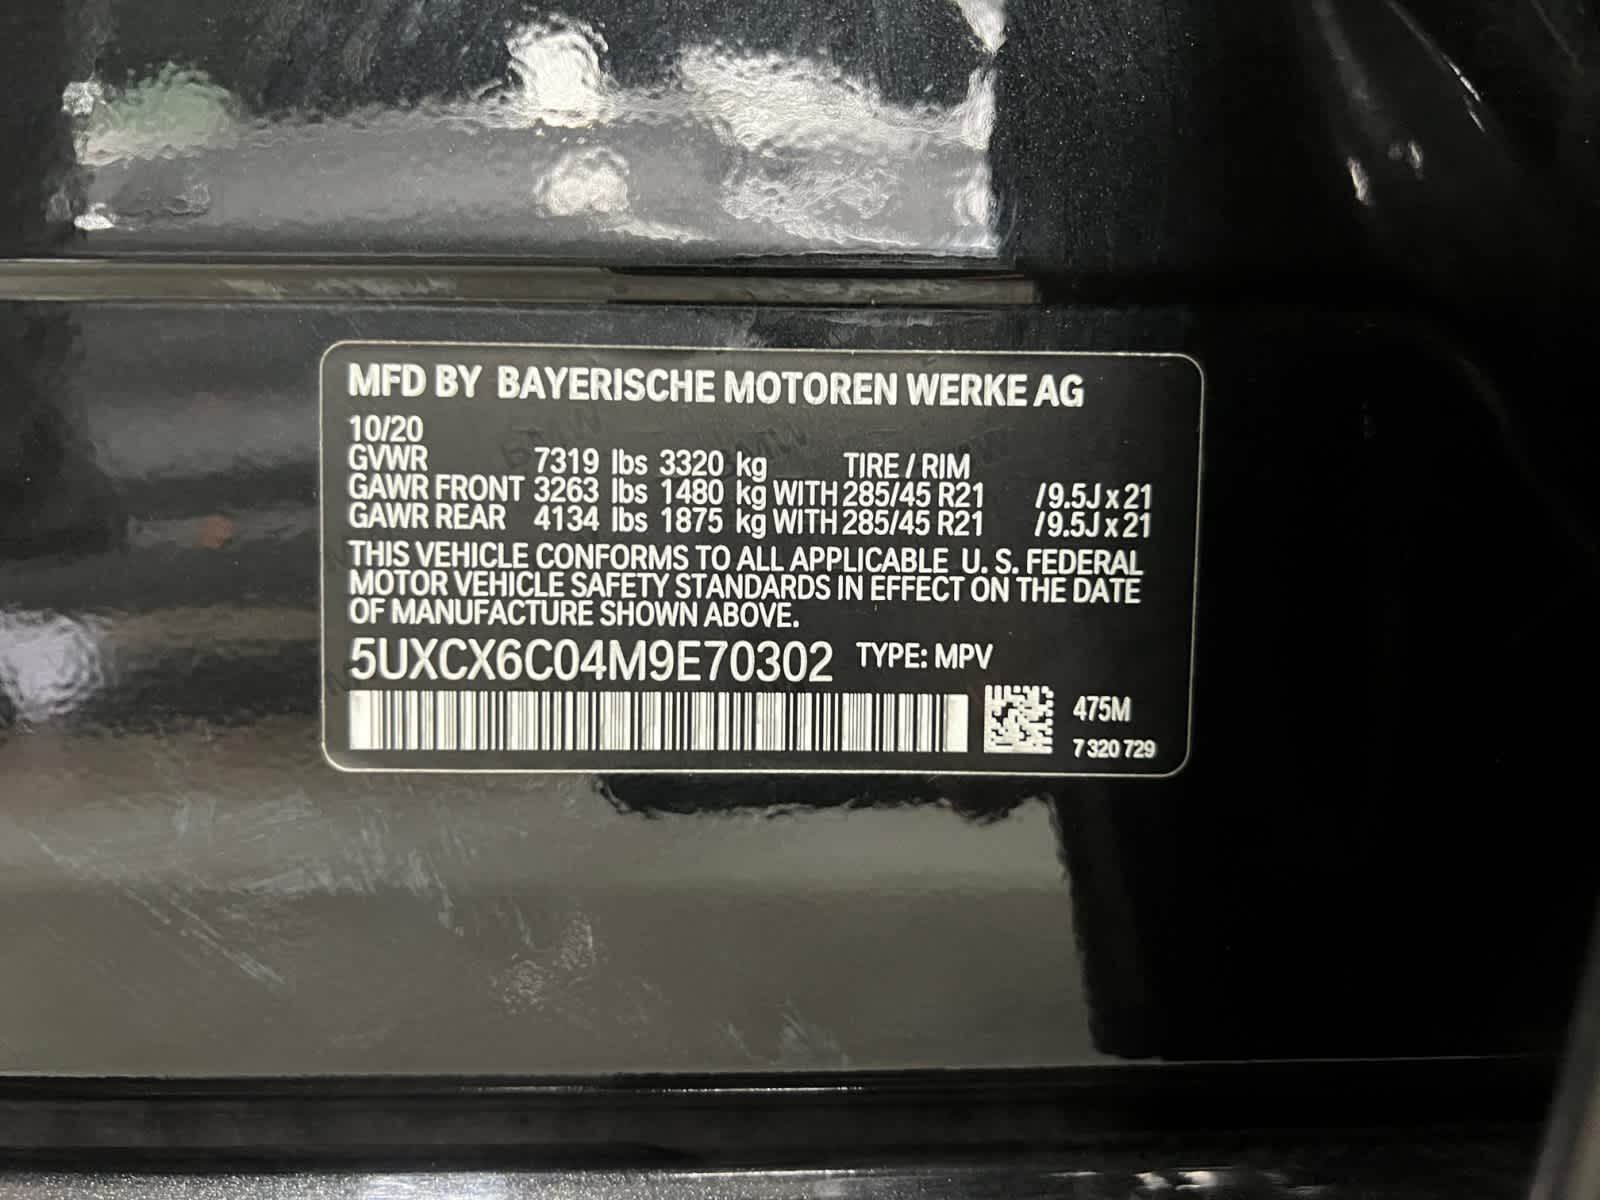 MFD BY BAYERISCHE MOTOREN WERKE AG
10/20
GVWR 7319 lbs 3320 kg TIRE / RIM
GAWR FRONT 3263 lbs 1480 kg WITH 285/45 R21 /9.5J x 21
GAWR REAR 4134 lbs 1875 kg WITH 285/45 R21 /9.5J x 21
THIS VEHICLE CONFORMS TO ALL APPLICABLE U. S. FEDERAL
MOTOR VEHICLE SAFETY STANDARDS IN EFFECT ON THE DATE
OF MANUFACTURE SHOWN ABOVE.
5UXCX6C04M9E70302 TYPE: MPV
475M
7 320 729